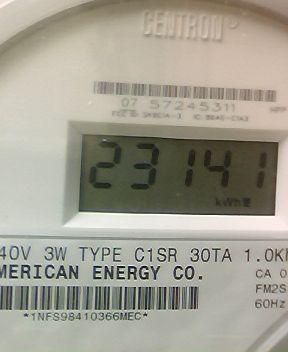 CENTRON®
07 57245311
23141
kWh
40V 3W TYPE C1SR 30TA 1.0K
MERICAN ENERGY CO.
CA 0
FM2S
60Hz
*1NFS98410366MEC*